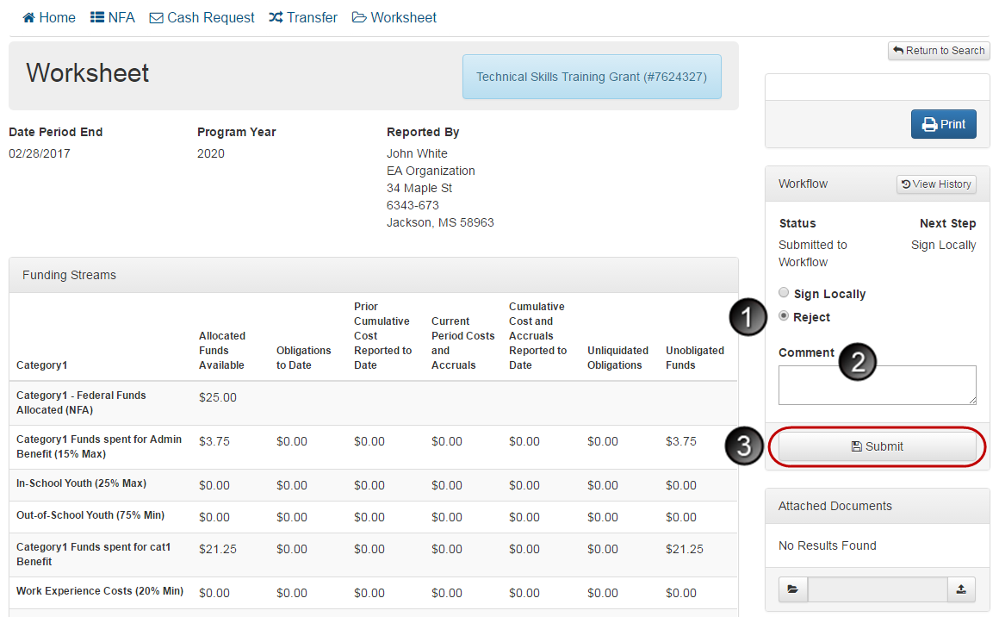 Home NFA Cash Request Transfer Worksheet
Return to Search
Worksheet
Technical Skills Training Grant (#7624327)
Print
Date Period End Program Year Reported By
02/28/2017 2020 John White
EA Organization
34 Maple St
6343-673
Jackson, MS 58963
Workflow View History
Status Next Step
Submitted to Sign Locally
Workflow
Sign Locally
1 Reject
Comment 2
3 Submit
Attached Documents
No Results Found
Funding Streams
Prior Cumulative
Cumulative Current Cost and
Allocated Cost Period Costs Accruals
Funds Obligations Reported to and Reported to Unliquidated Unobligated
Category1 Available to Date Date Accruals Date Obligations Funds
Category1 - Federal Funds $25.00
Allocated (NFA)
Category1 Funds spent for Admin $3.75 $0.00 $0.00 $0.00 $0.00 $0.00 $3.75
Benefit (15% Max)
In-School Youth (25% Max) $0.00 $0.00 $0.00 $0.00 $0.00 $0.00 $0.00
Out-of-School Youth (75% Min) $0.00 $0.00 $0.00 $0.00 $0.00 $0.00 $0.00
Category1 Funds spent for cat1 $21.25 $0.00 $0.00 $0.00 $0.00 $0.00 $21.25
Benefit
Work Experience Costs (20% Min) $0.00 $0.00 $0.00 $0.00 $0.00 $0.00 $0.00